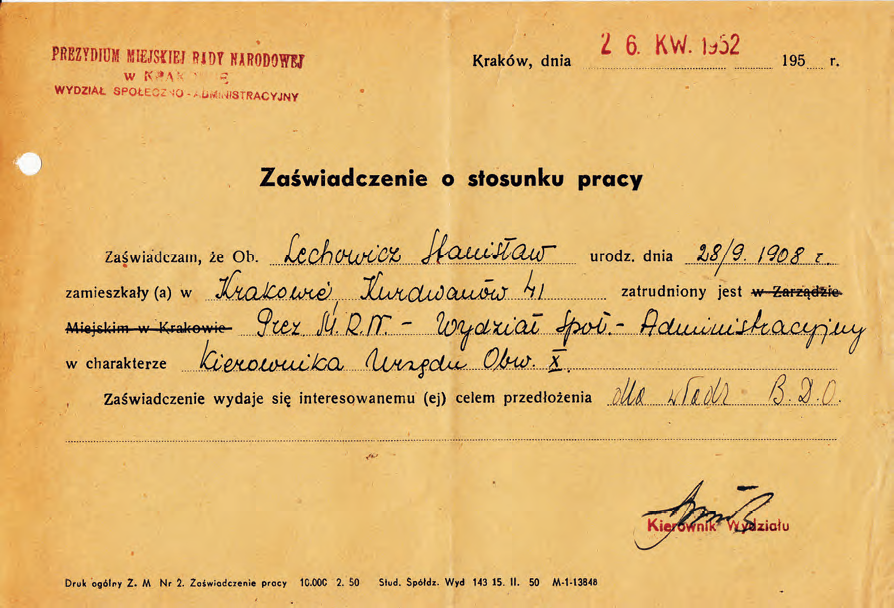 PREZYDIUM MIEJSKIEJ RADY NARODOWEJ
W KRAKOWIE
WYDZIAŁ SPOŁECZNO-ADMINISTRACYJNY
Kraków, dnia 26. KW. 1952 195 r.
Zaświadczenie o stosunku pracy
Zaświadczam, że Ob. Lechowicz Stanisław urodz. dnia 28/9. 1908 r.
zamieszkały (a) w Krakowie, Kurdwanów 41 zatrudniony jest w Zarządzie
Miejskim w Krakowie Prez M.R.N. - Wydział Społ.- Administracyjny
w charakterze Kierownika Urzędu Obw. X.
Zaświadczenie wydaje się interesowanemu (ej) celem przedłożenia dla władz B.D.O.
Kierownik Wydziału
Druk ogólny Z. M Nr 2. Zaświadczenie pracy 10.000 2. 50 Stud. Spółdz. Wyd 143 15. II. 50 M-1-13848